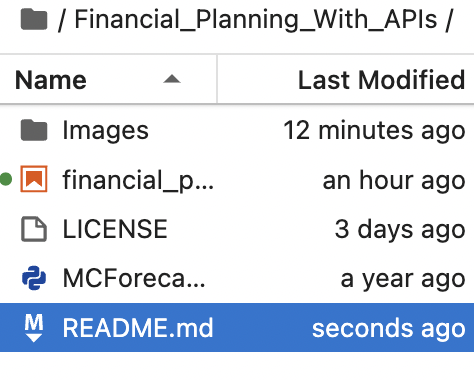 / Financial_Planning_With_APIs /
Name Last Modified
Images 12 minutes ago
financial_p... an hour ago
LICENSE 3 days ago
MCForeca... a year ago
M README.md seconds ago